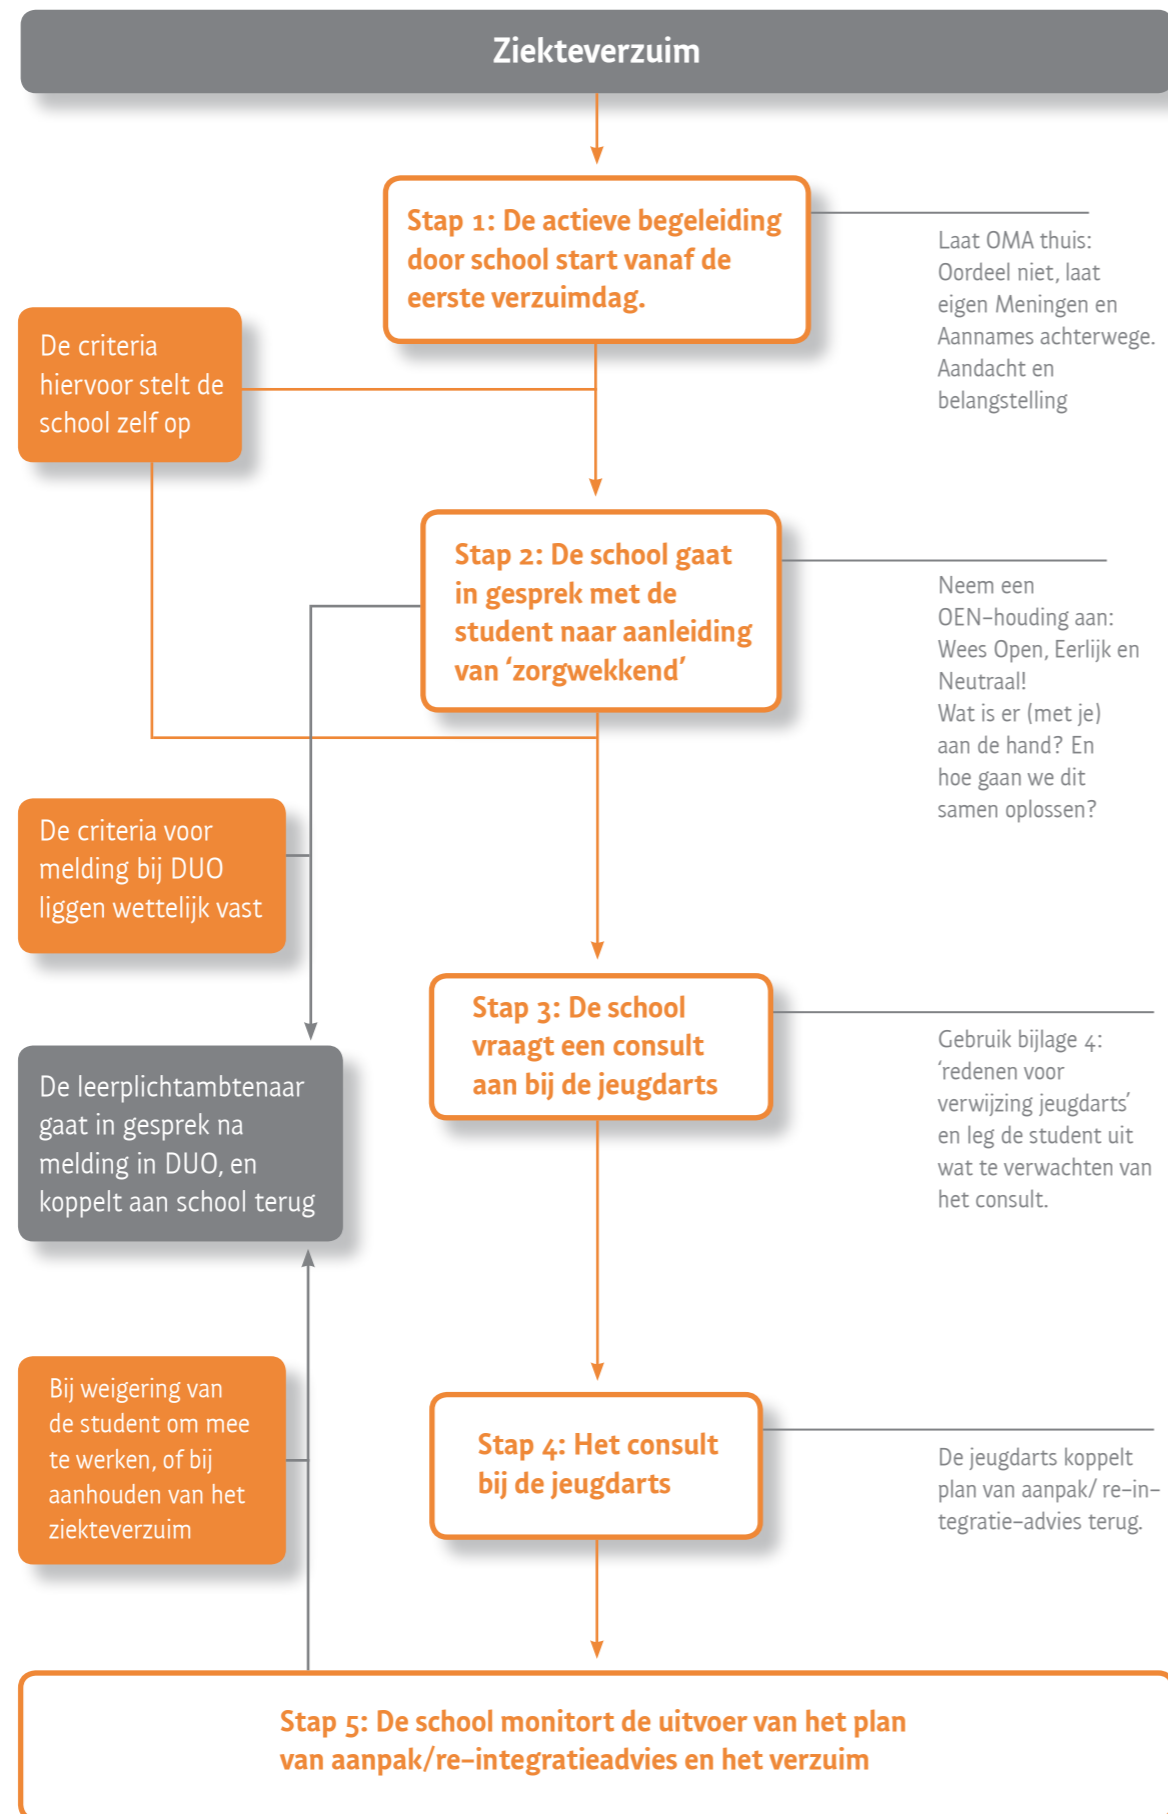 Ziekteverzuim
Stap 1: De actieve begeleiding
door school start vanaf de
eerste verzuimdag.
Laat OMA thuis:
Oordeel niet, laat
eigen Meningen en
Aannames achterwege.
Aandacht en
belangstelling
De criteria
hiervoor stelt de
school zelf op
Stap 2: De school gaat
in gesprek met de
student naar aanleiding
van ‘zorgwekkend’
Neem een
OEN-houding aan:
Wees Open, Eerlijk en
Neutraal!
Wat is er (met je)
aan de hand? En
hoe gaan we dit
samen oplossen?
De criteria voor
melding bij DUO
liggen wettelijk vast
Stap 3: De school
vraagt een consult
aan bij de jeugdarts
Gebruik bijlage 4:
‘redenen voor
verwijzing jeugdarts’
en leg de student uit
wat te verwachten van
het consult.
De leerplichtambtenaar
gaat in gesprek na
melding in DUO, en
koppelt aan school terug
Bij weigering van
de student om mee
te werken, of bij
aanhouden van het
ziekteverzuim
Stap 4: Het consult
bij de jeugdarts
De jeugdarts koppelt
plan van aanpak/ re-in-
tegratie-advies terug.
Stap 5: De school monitort de uitvoer van het plan
van aanpak/re-integratieadvies en het verzuim